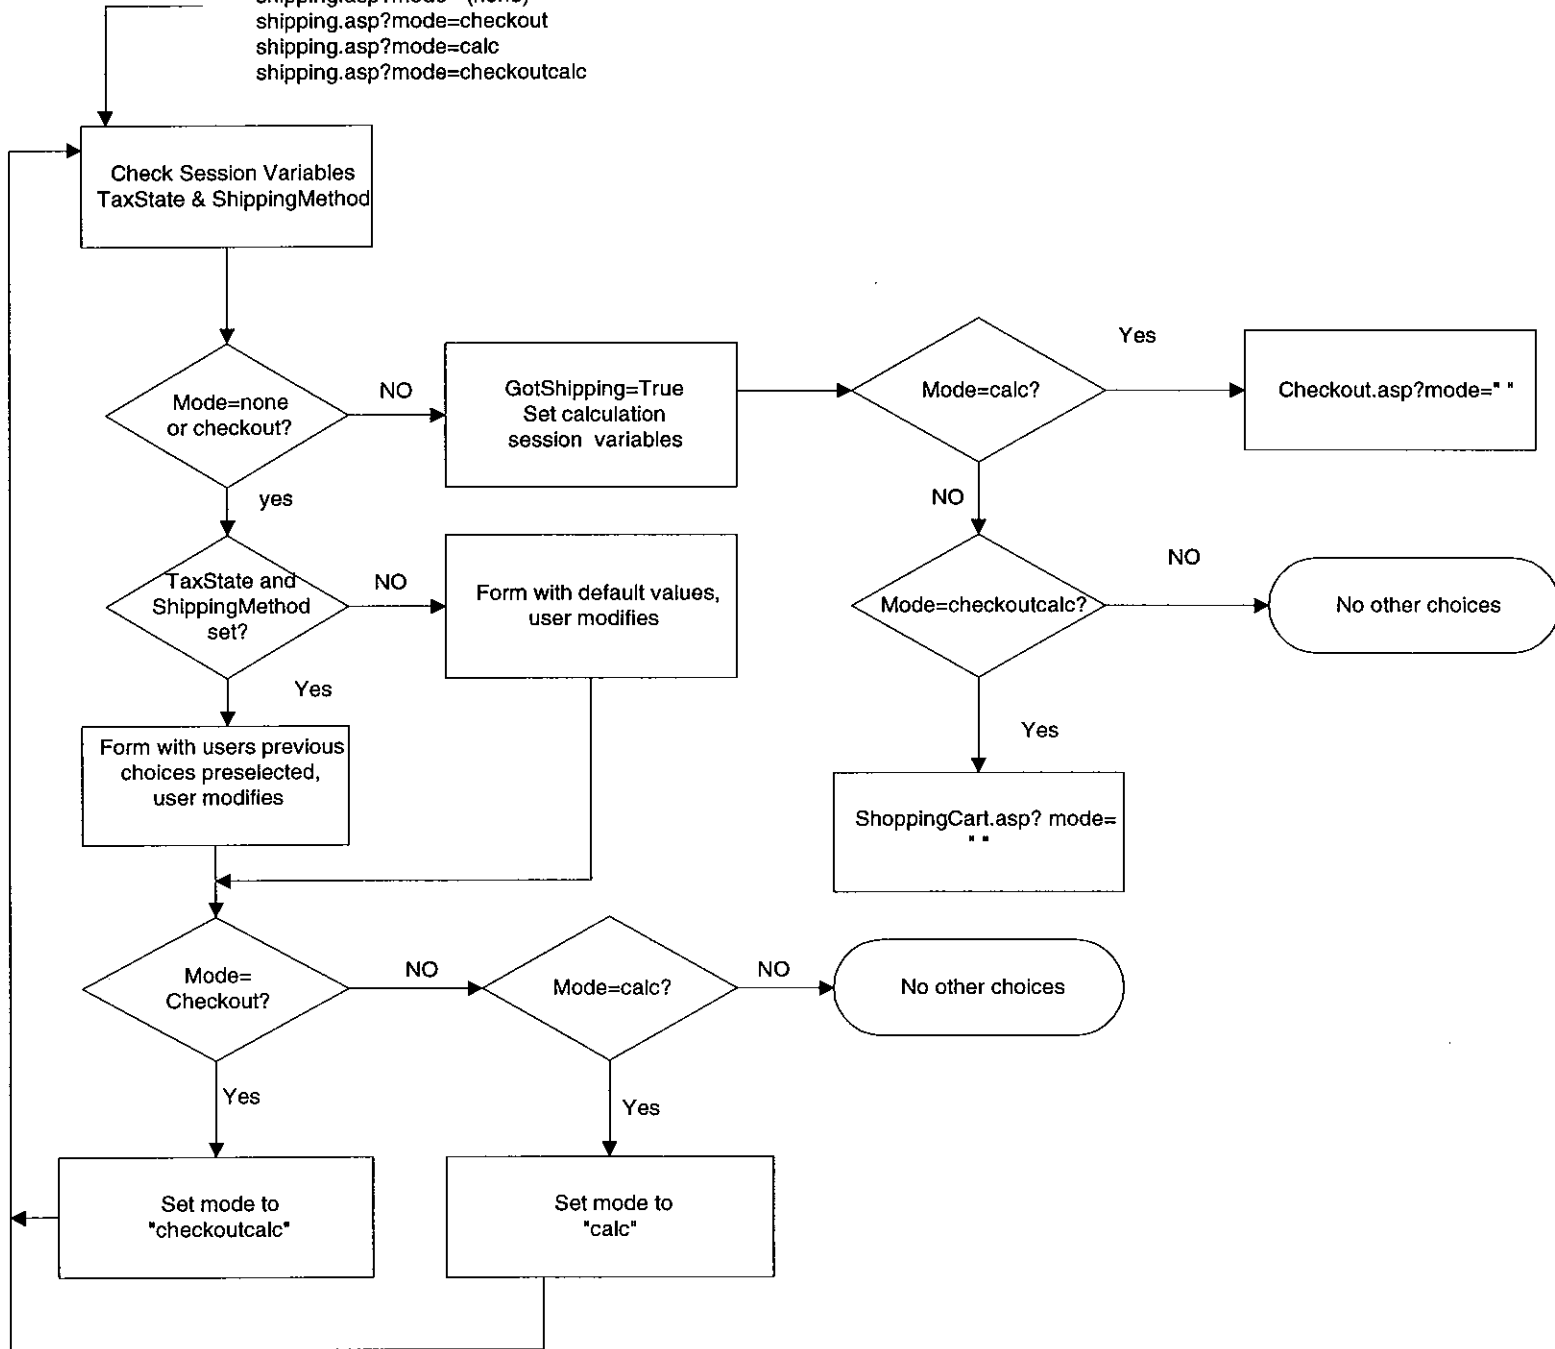 shipping.asp?mode=
shipping.asp?mode=checkout
shipping.asp?mode=calc
shipping.asp?mode=checkoutcalc
Check Session Variables
TaxState & ShippingMethod
Mode=none
or checkout?
NO
GotShipping=True
Set calculation
session variables
Mode=calc?
Yes
Checkout.asp?mode=" "
yes
NO
TaxState and
ShippingMethod
set?
NO
Form with default values,
user modifies
Mode=checkoutcalc?
NO
No other choices
Yes
Form with users previous
choices preselected,
user modifies
Yes
ShoppingCart.asp? mode=
" "
Mode=
Checkout?
NO
Mode=calc?
NO
No other choices
Yes
Yes
Set mode to
"checkoutcalc"
Set mode to
"calc"